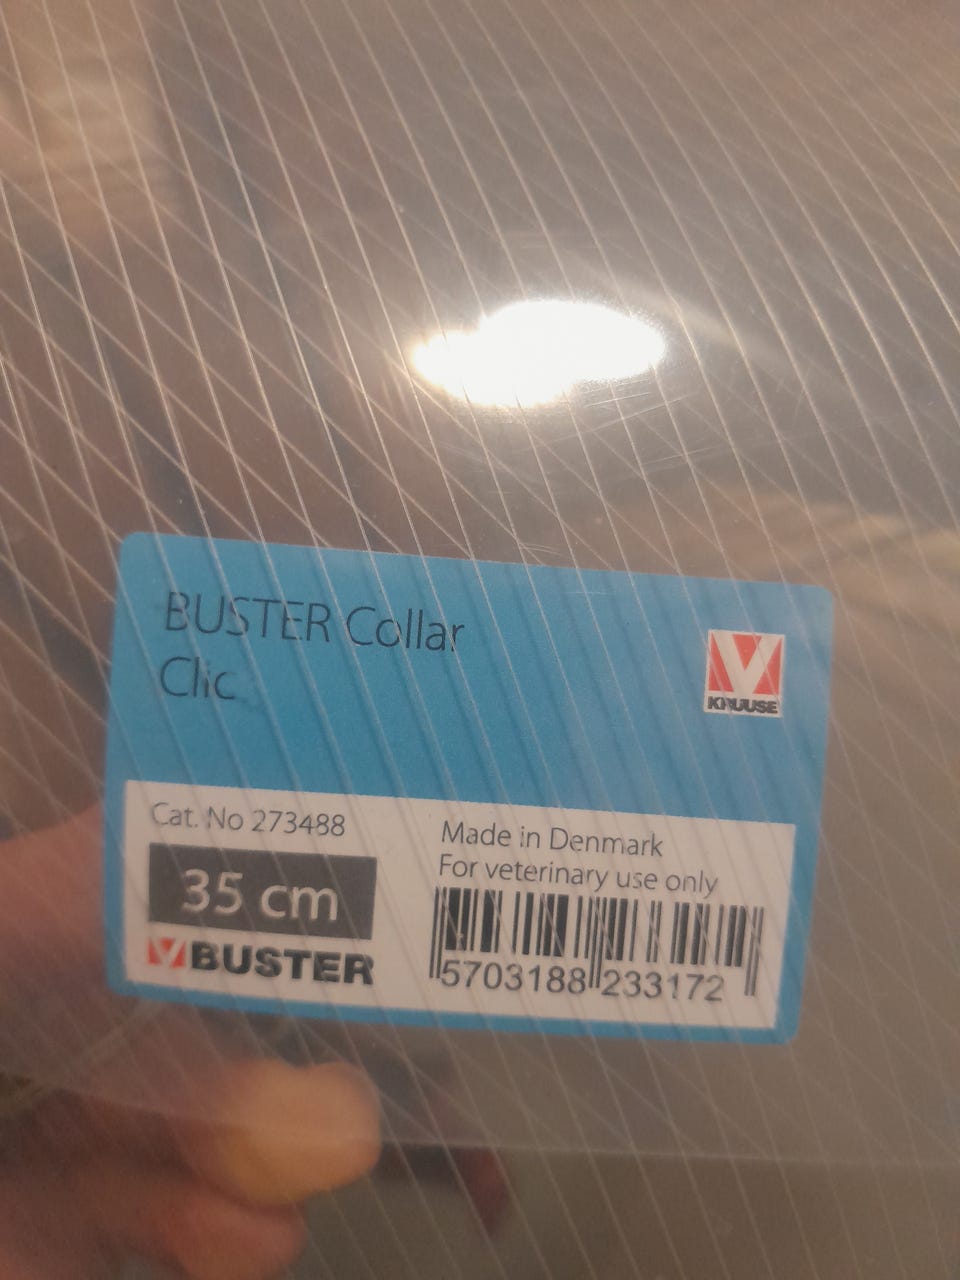 BUSTER Collar
Clic
KRUUSE
Cat. No 273488
35 cm
BUSTER
Made in Denmark
For veterinary use only
5703188 233172